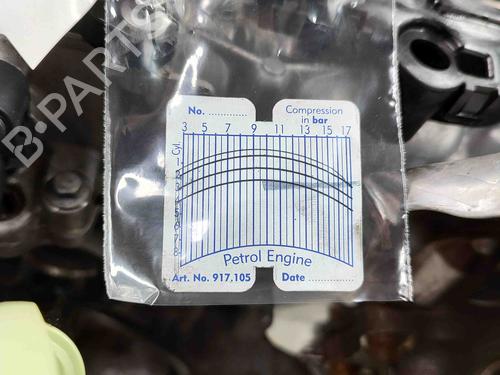 B-PARTS
No. ..........
Compression
in bar
3 5 7 9 11 13 15 17
Cyl.
1
2
3
4
5
6
7
8
Petrol Engine
Art. No. 917,105
Date ..........